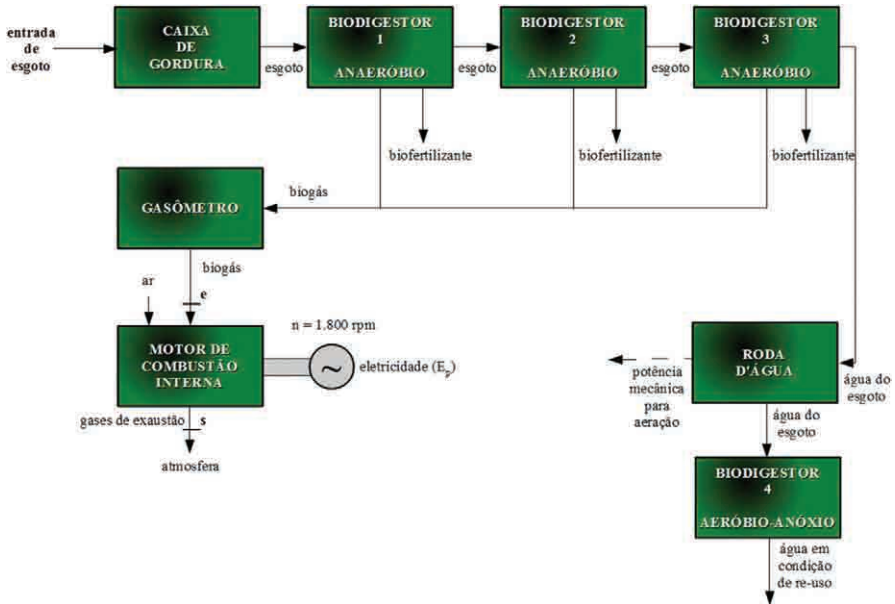 entrada
de
esgoto
CAIXA
DE
GORDURA
esgoto
BIODIGESTOR
1
ANAERÓBIO
esgoto
BIODIGESTOR
2
ANAERÓBIO
esgoto
BIODIGESTOR
3
ANAERÓBIO
biofertilizante
biofertilizante
biofertilizante
biogás
GASÔMETRO
biogás
ar
e
n = 1.800 rpm
MOTOR DE
COMBUSTÃO
INTERNA
~
eletricidade (Ep)
gases de exaustão
s
atmosfera
RODA
D'ÁGUA
potência
mecânica
para
aeração
água do
esgoto
água do
esgoto
BIODIGESTOR
4
AERÓBIO-ANÓXIO
água em
condição
de re-uso